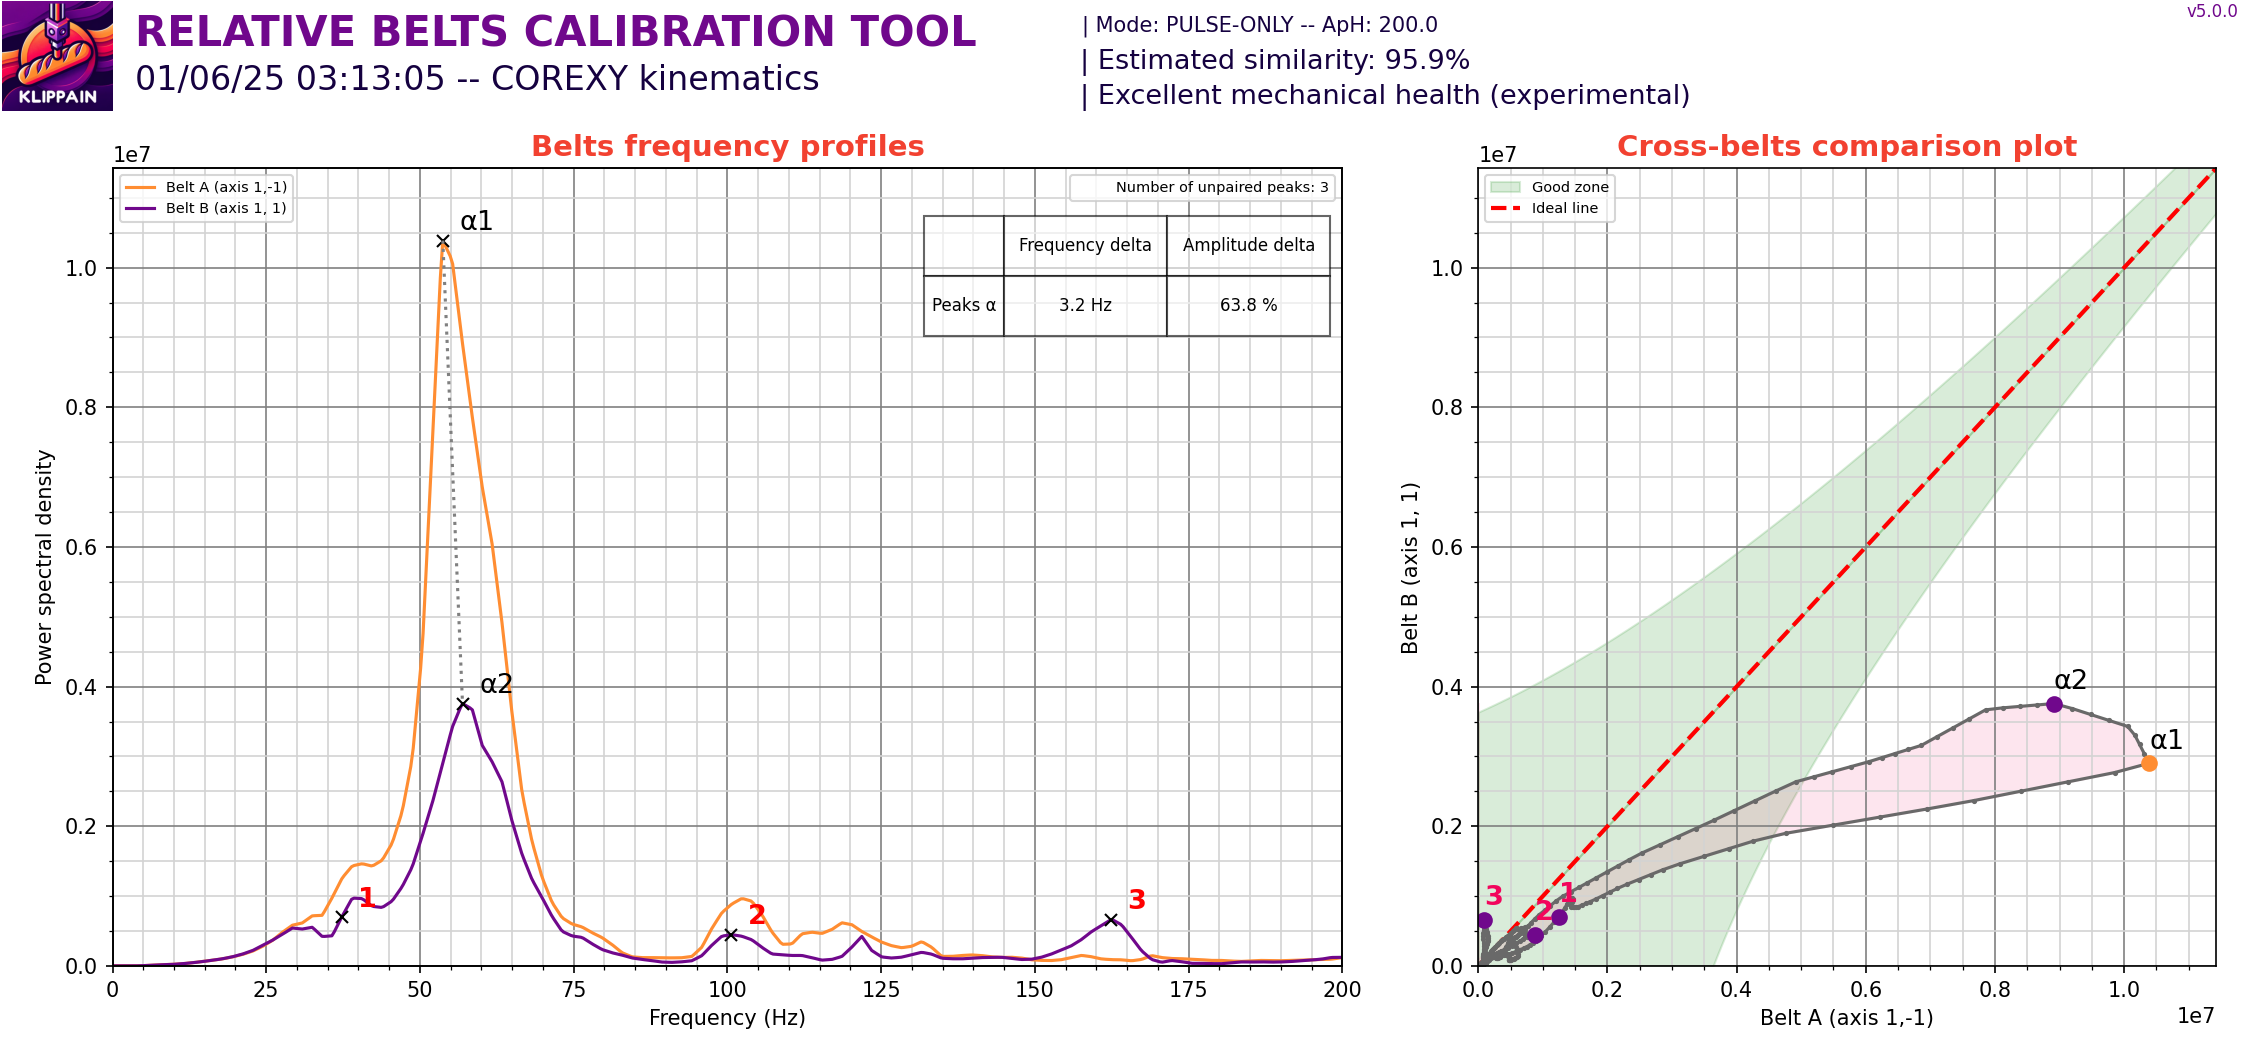 KLIPPAIN
RELATIVE BELTS CALIBRATION TOOL
01/06/25 03:13:05 -- COREXY kinematics
| Mode: PULSE-ONLY -- ApH: 200.0
| Estimated similarity: 95.9%
| Excellent mechanical health (experimental)
v5.0.0
Belts frequency profiles
1e7
Belt A (axis 1,-1)
Belt B (axis 1, 1)
Number of unpaired peaks: 3
Frequency delta Amplitude delta
Peaks α 3.2 Hz 63.8 %
α1
α2
1
2
3
Power spectral density
1.0
0.8
0.6
0.4
0.2
0.0
0 25 50 75 100 125 150 175 200
Frequency (Hz)
Cross-belts comparison plot
1e7
Good zone
Ideal line
α2
α1
3
2
1
Belt B (axis 1, 1)
1.0
0.8
0.6
0.4
0.2
0.0
0.0 0.2 0.4 0.6 0.8 1.0
Belt A (axis 1,-1)
1e7